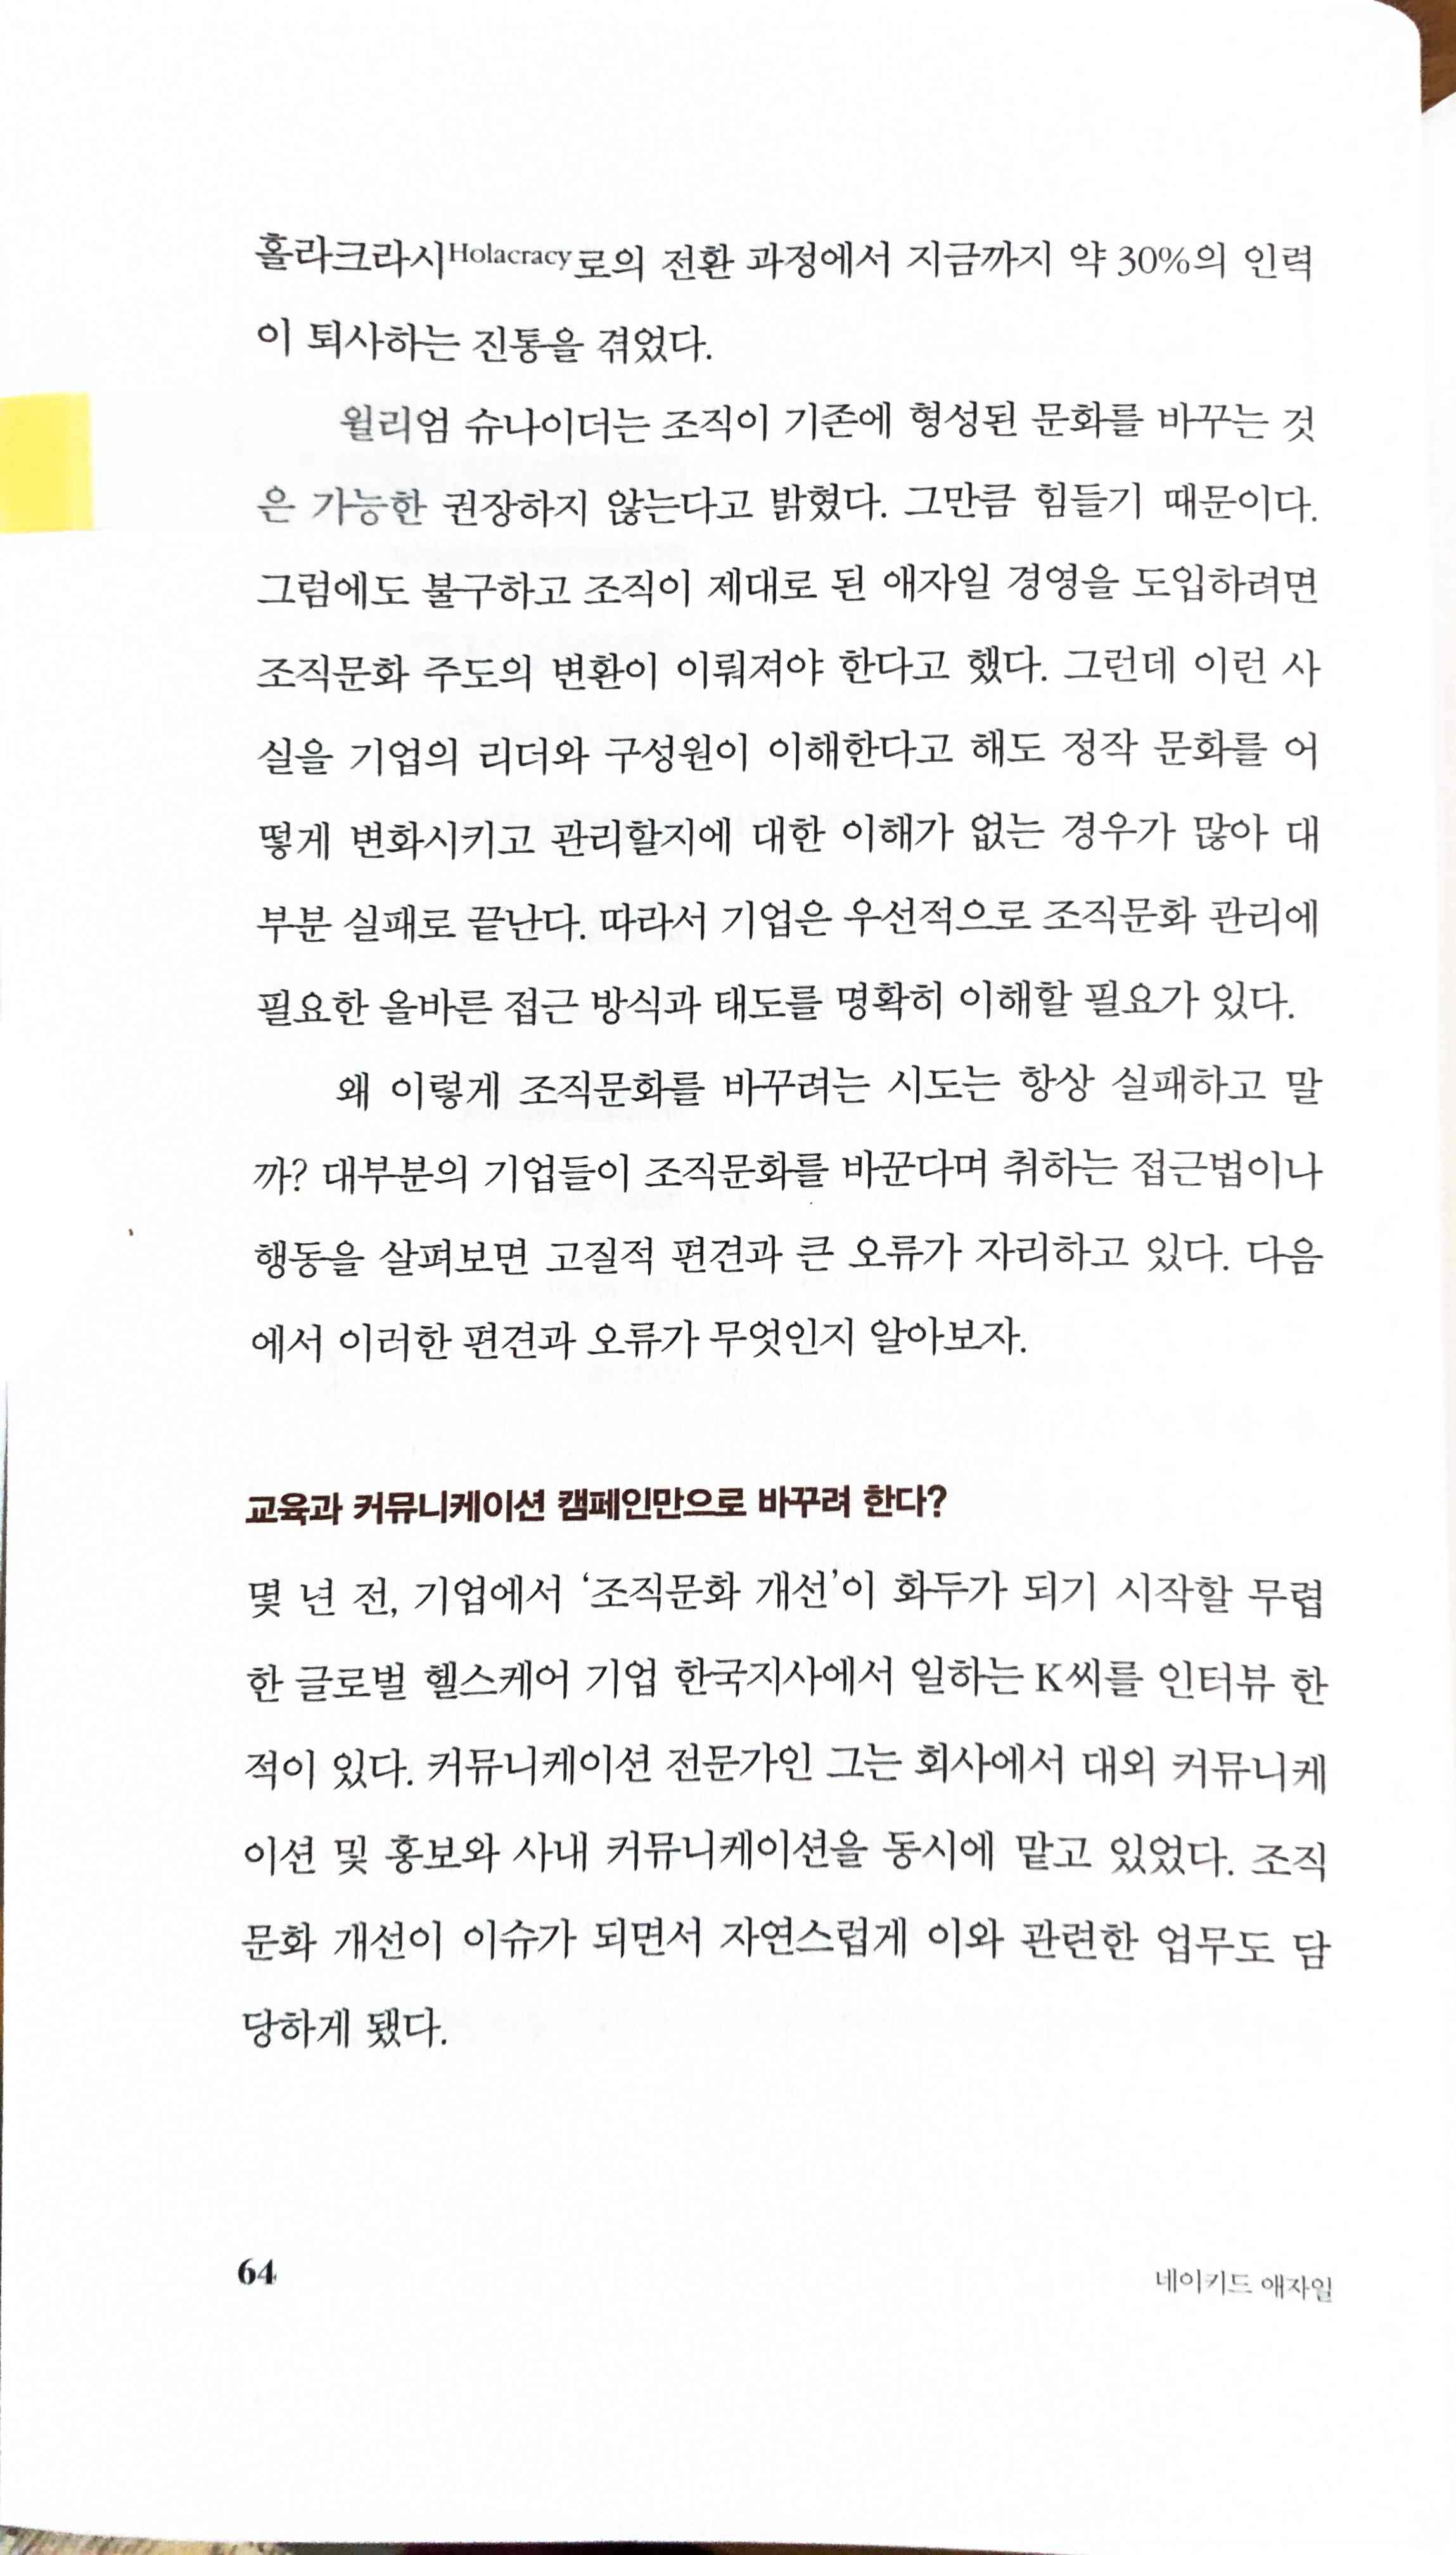 홀라크라시Holacracy로의 전환 과정에서 지금까지 약 30%의 인력
이 퇴사하는 진통을 겪었다.
윌리엄 슈나이더는 조직이 기존에 형성된 문화를 바꾸는 것
은 가능한 권장하지 않는다고 밝혔다. 그만큼 힘들기 때문이다.
그럼에도 불구하고 조직이 제대로 된 애자일 경영을 도입하려면
조직문화 주도의 변환이 이뤄져야 한다고 했다. 그런데 이런 사
실을 기업의 리더와 구성원이 이해한다고 해도 정작 문화를 어
떻게 변화시키고 관리할지에 대한 이해가 없는 경우가 많아 대
부분 실패로 끝난다. 따라서 기업은 우선적으로 조직문화 관리에
필요한 올바른 접근 방식과 태도를 명확히 이해할 필요가 있다.
왜 이렇게 조직문화를 바꾸려는 시도는 항상 실패하고 말
까? 대부분의 기업들이 조직문화를 바꾼다며 취하는 접근법이나
행동을 살펴보면 고질적 편견과 큰 오류가 자리하고 있다. 다음
에서 이러한 편견과 오류가 무엇인지 알아보자.
교육과 커뮤니케이션 캠페인만으로 바꾸려 한다?
몇 년 전, 기업에서 ‘조직문화 개선’이 화두가 되기 시작할 무렵
한 글로벌 헬스케어 기업 한국지사에서 일하는 K씨를 인터뷰 한
적이 있다. 커뮤니케이션 전문가인 그는 회사에서 대외 커뮤니케
이션 및 홍보와 사내 커뮤니케이션을 동시에 맡고 있었다. 조직
문화 개선이 이슈가 되면서 자연스럽게 이와 관련한 업무도 담
당하게 됐다.
64
네이키드 애자일